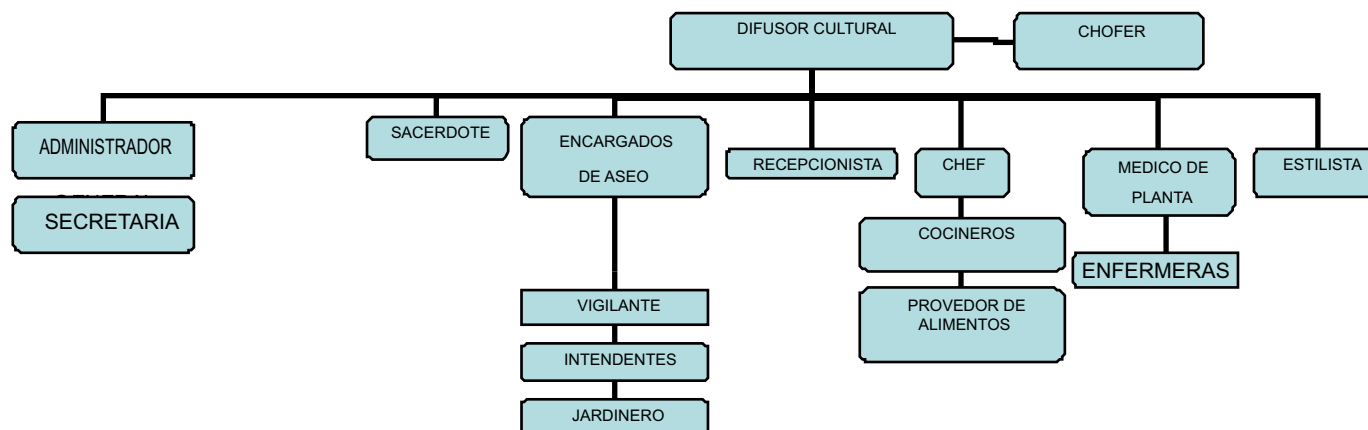 DIFUSOR CULTURAL
CHOFER
ADMINISTRADOR
SECRETARIA
SACERDOTE
ENCARGADOS
DE ASEO
VIGILANTE
INTENDENTES
JARDINERO
RECEPCIONISTA
CHEF
COCINEROS
PROVEDOR DE
ALIMENTOS
MEDICO DE
PLANTA
ENFERMERAS
ESTILISTA